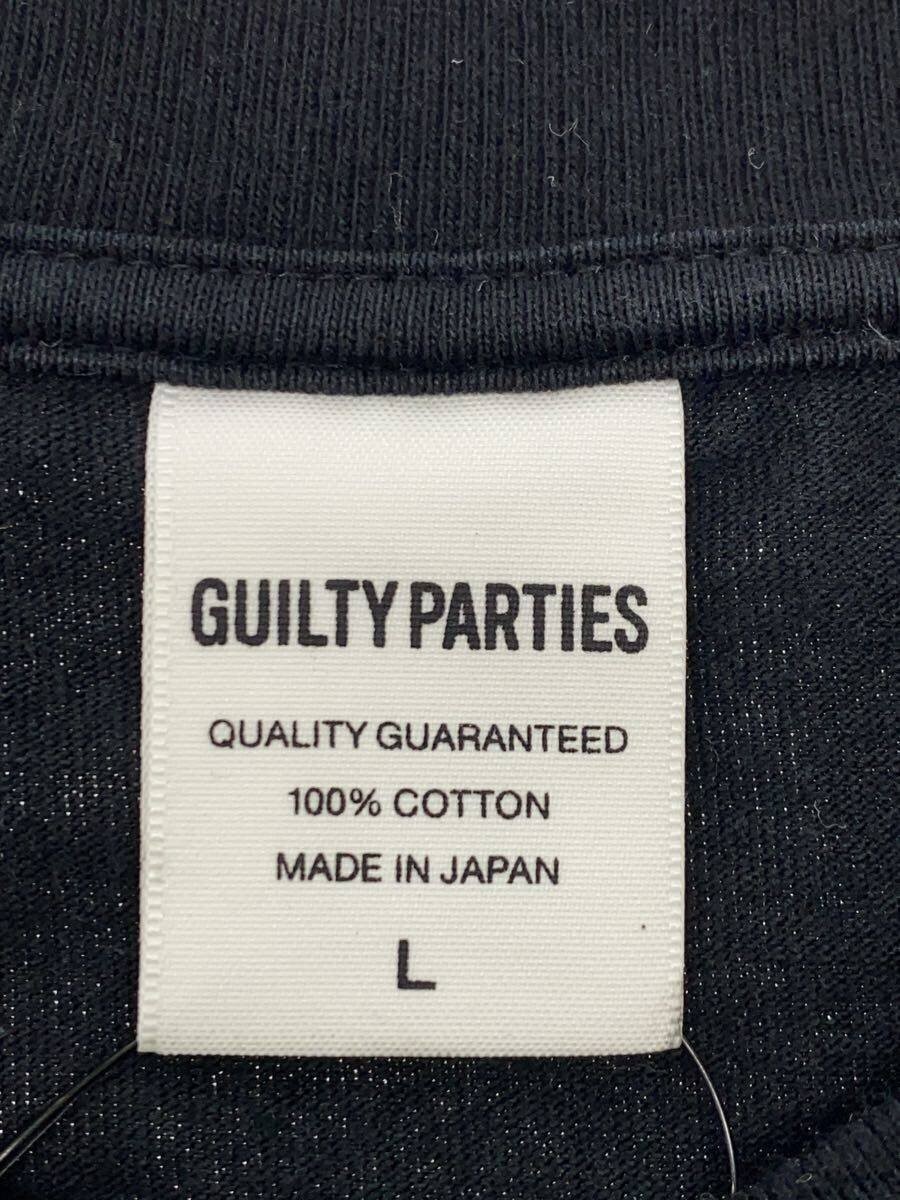 GUILTY PARTIES
QUALITY GUARANTEED
100% COTTON
MADE IN JAPAN
L